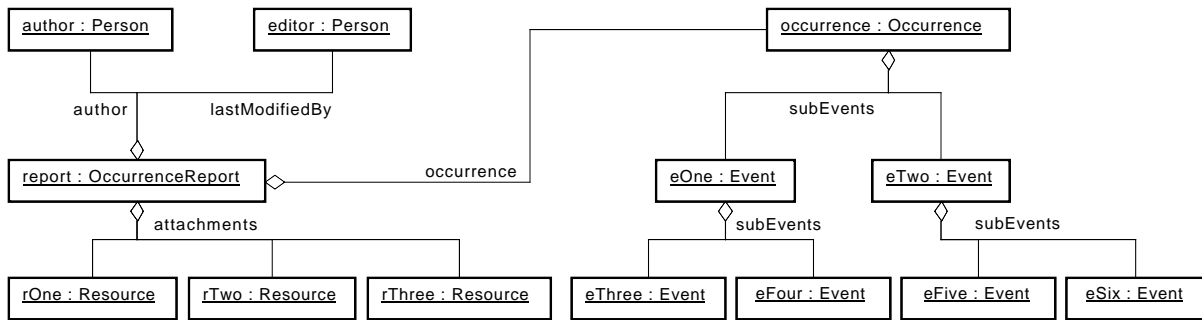 author : Person
editor : Person
occurrence : Occurrence
author
lastModifiedBy
subEvents
report : OccurrenceReport
occurrence
eOne : Event
eTwo : Event
attachments
subEvents
subEvents
rOne : Resource
rTwo : Resource
rThree : Resource
eThree : Event
eFour : Event
eFive : Event
eSix : Event